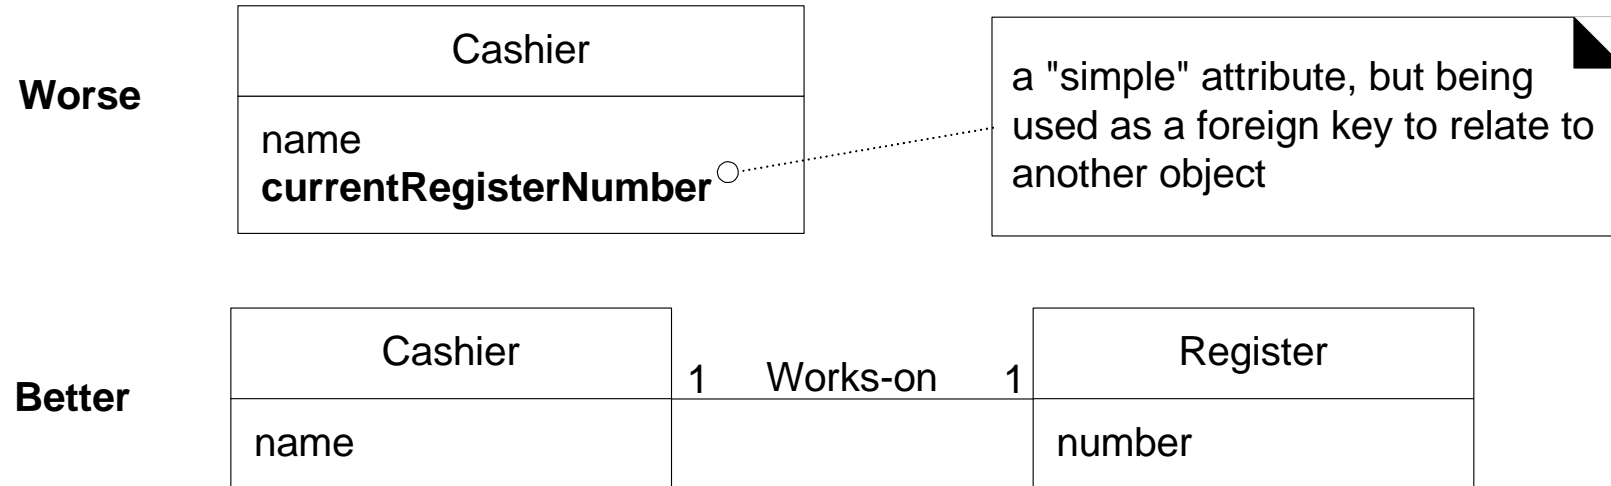 Worse
Cashier
name
currentRegisterNumber
a "simple" attribute, but being
used as a foreign key to relate to
another object
Better
Cashier
name
1 Works-on 1
Register
number